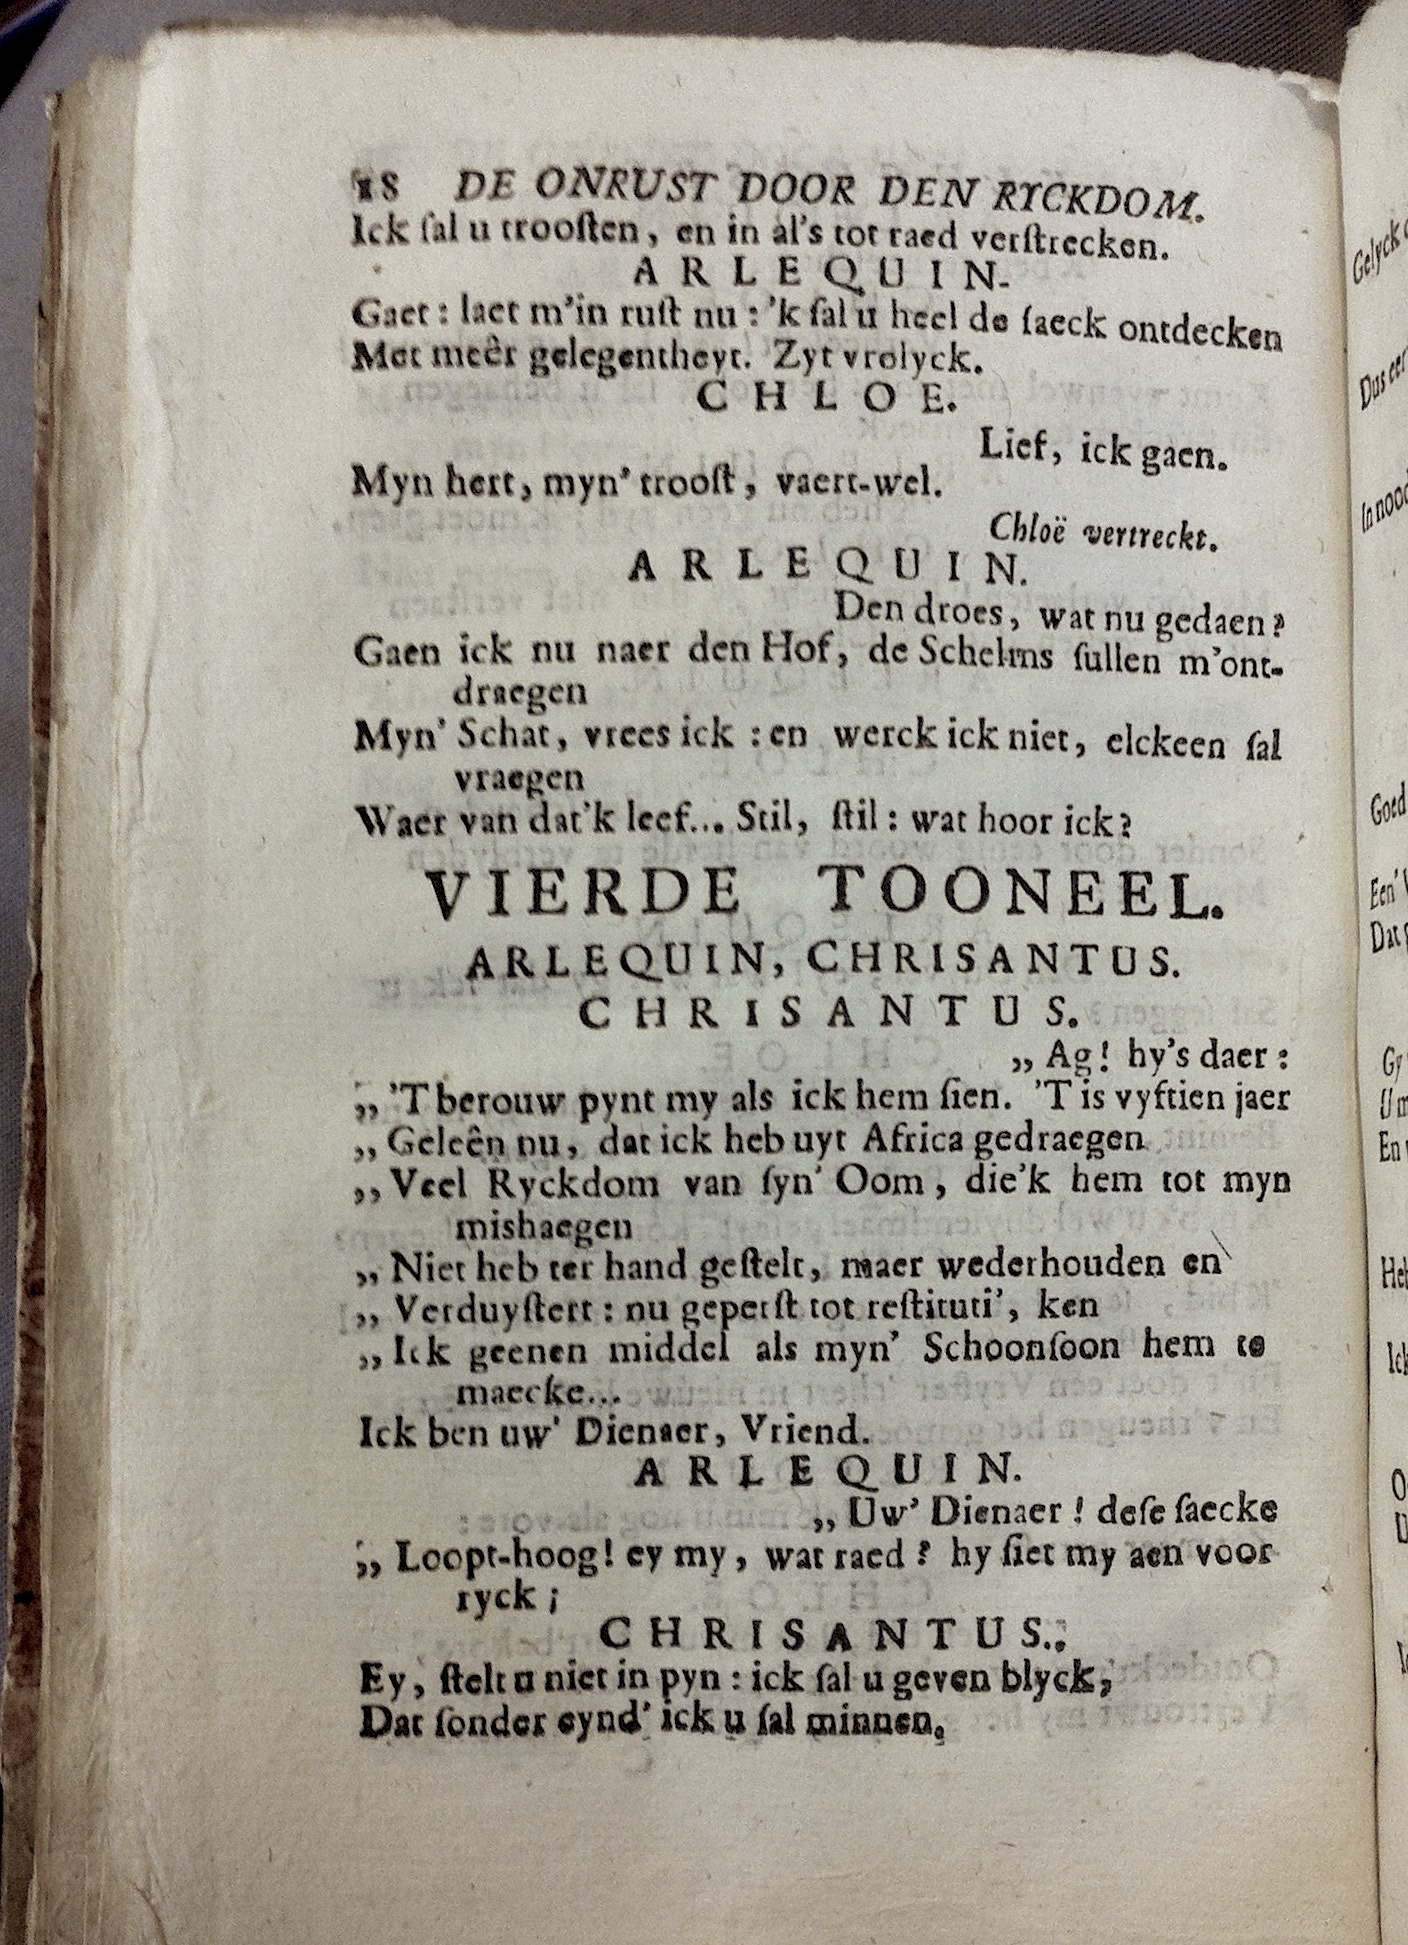 18 DE ONRUST DOOR DEN RYCKDOM.
Ick ſal u trooſten, en in al's tot raed verſtrecken.
ARLEQUIN.
Gaet : laet m'in ruſt nu : 'k ſal u heel de ſaeck ontdecken
Met meêr gelegentheyt. Zyt vrolyck.
CHLOE.
Lief, ick gaen.
Myn hert, myn' trooſt, vaert-wel.
Chloë vertreckt.
ARLEQUIN.
Den droes, wat nu gedaen?
Gaen ick nu naer den Hof, de Schelms ſullen m'ont-
draegen
Myn' Schat, vrees ick : en werck ick niet, elckeen ſal
vraegen
Waer van dat'k leef... Stil, ſtil : wat hoor ick?
VIERDE TOONEEL.
ARLEQUIN, CHRISANTUS.
CHRISANTUS.
„ Ag! hy's daer :
„ 'T berouw pynt my als ick hem ſien. 'T is vyftien jaer
„ Geleên nu, dat ick heb uyt Africa gedraegen
„ Veel Ryckdom van ſyn' Oom, die'k hem tot myn
mishaegen
„ Niet heb ter hand geſtelt, maer wederhouden en
„ Verduyſtert : nu geperſt tot reſtituti', ken
„ Ick geenen middel als myn' Schoonſoon hem te
maecke...
Ick ben uw' Dienaer, Vriend.
ARLEQUIN.
„ Uw' Dienaer ! deſe ſaecke
„ Loopt-hoog! ey my, wat raed ? hy ſiet my aen voor
ryck ;
CHRISANTUS.
Ey, ſtelt u niet in pyn : ick ſal u geven blyck,
Dat ſonder eynd' ick u ſal minnen.
Gelyck
Dus
In
Goed
Een'
Dat
Gy
U
En
Ick